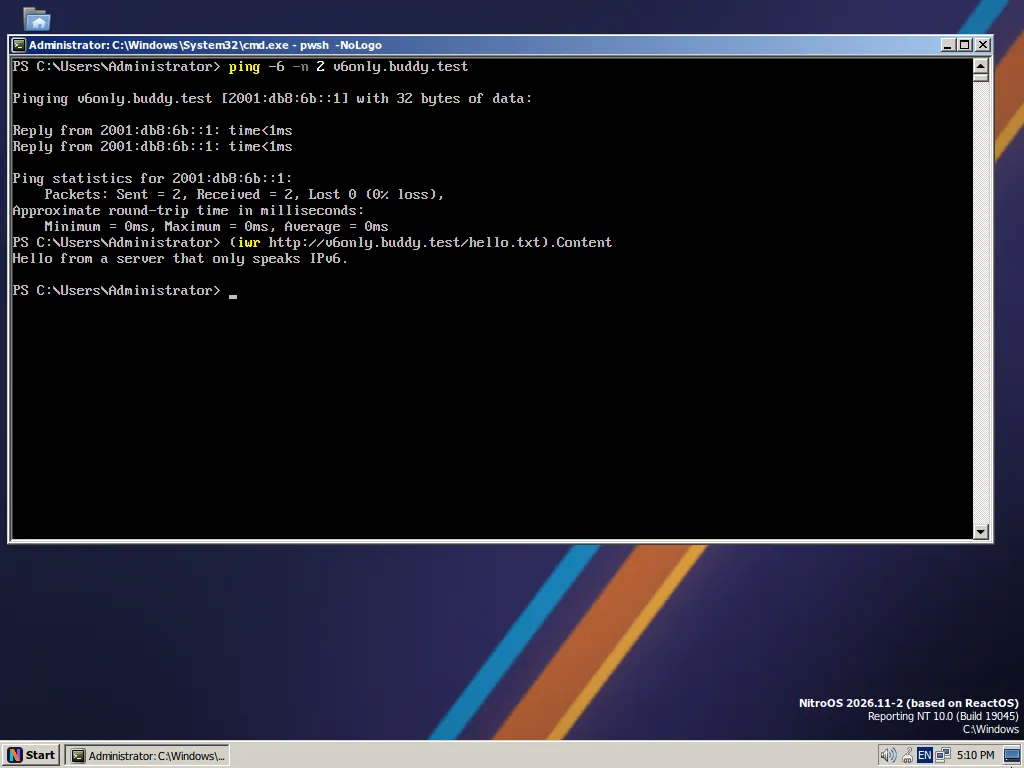 Administrator: C:\Windows\System32\cmd.exe - pwsh -NoLogo
PS C:\Users\Administrator> ping -6 -n 2 v6only.buddy.test
Pinging v6only.buddy.test [2001:db8:6b::1] with 32 bytes of data:
Reply from 2001:db8:6b::1: time<1ms
Reply from 2001:db8:6b::1: time<1ms
Ping statistics for 2001:db8:6b::1:
Packets: Sent = 2, Received = 2, Lost 0 (0% loss),
Approximate round-trip time in milliseconds:
Minimum = 0ms, Maximum = 0ms, Average = 0ms
PS C:\Users\Administrator> (iwr http://v6only.buddy.test/hello.txt).Content
Hello from a server that only speaks IPv6.
PS C:\Users\Administrator>
NitroOS 2026.11-2 (based on ReactOS)
Reporting NT 10.0 (Build 19045)
C:\Windows
Start
Administrator: C:\Windows\...
EN
5:10 PM